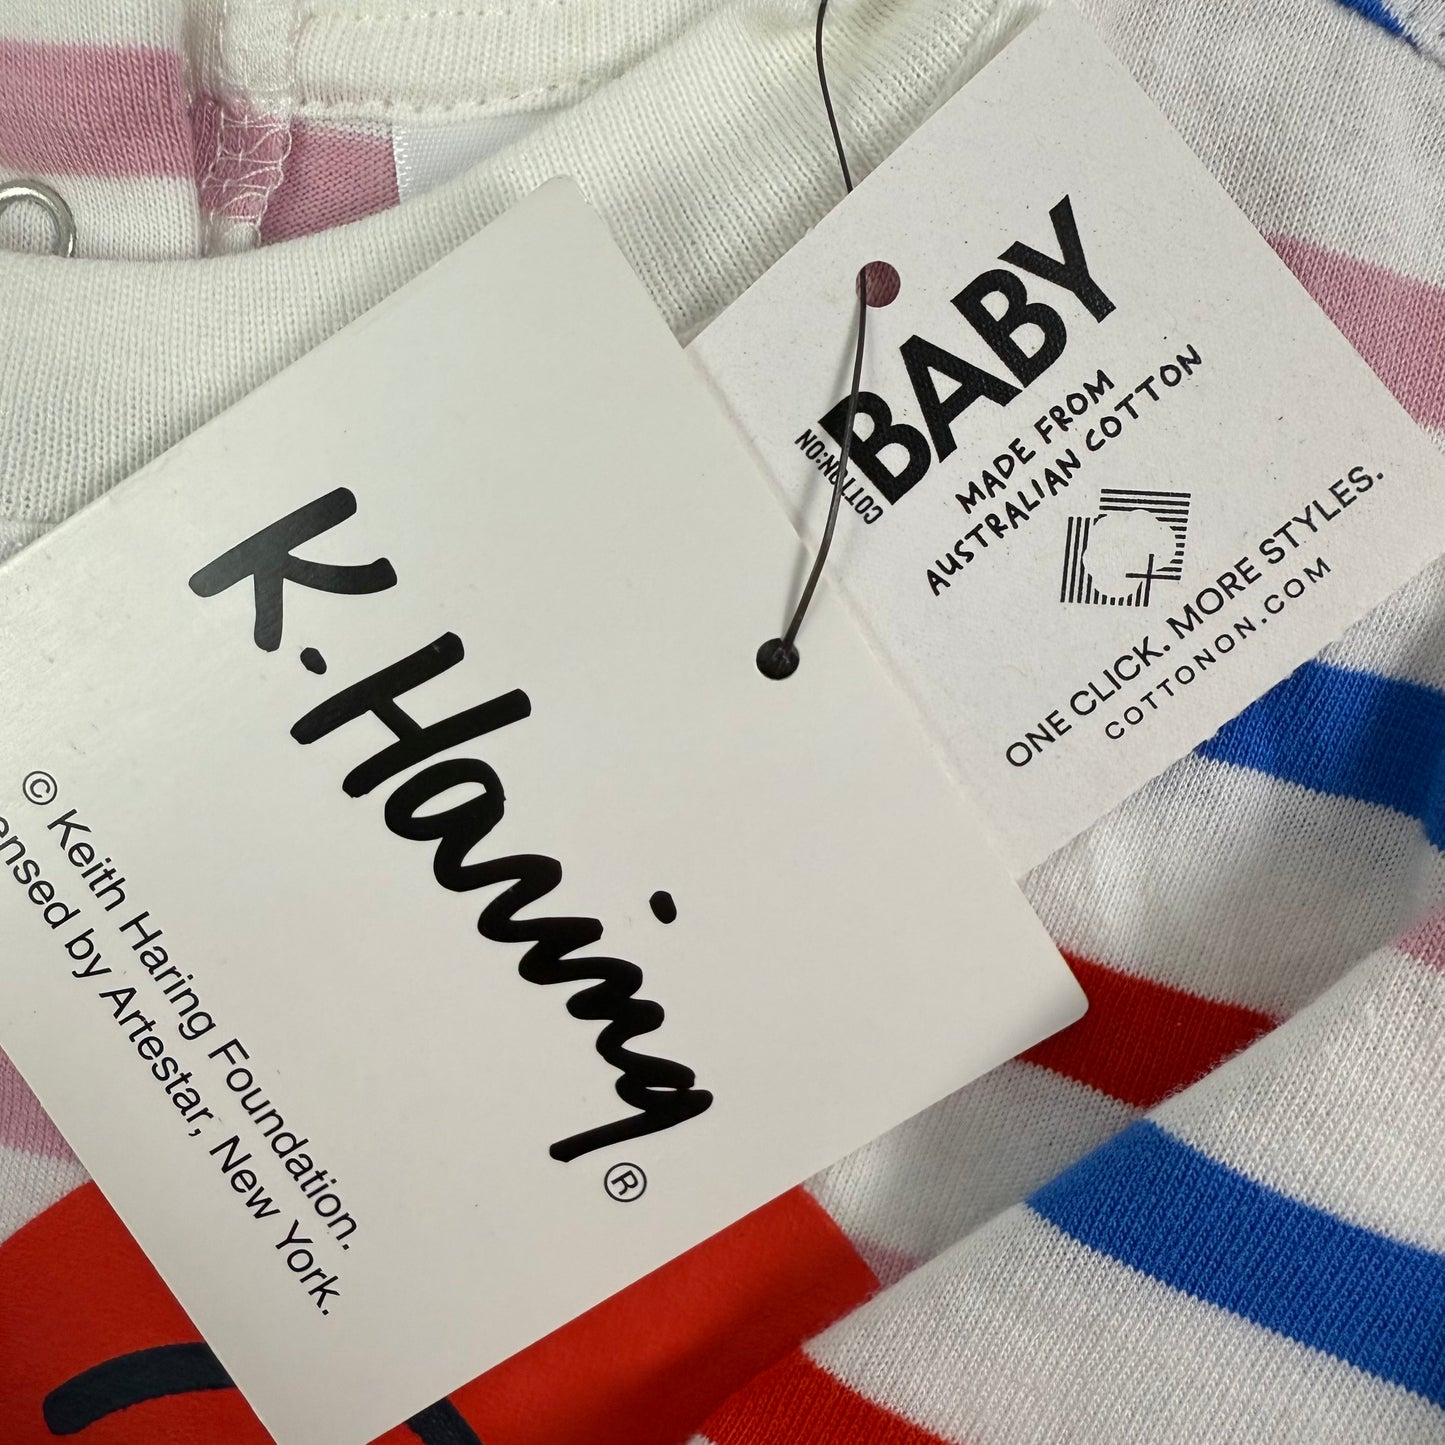 K. Haring®
© Keith Haring Foundation.
by Artestar, New York.
COTTON:ON
BABY
MADE FROM
AUSTRALIAN COTTON
ONE CLICK. MORE STYLES.
COTTONON.COM